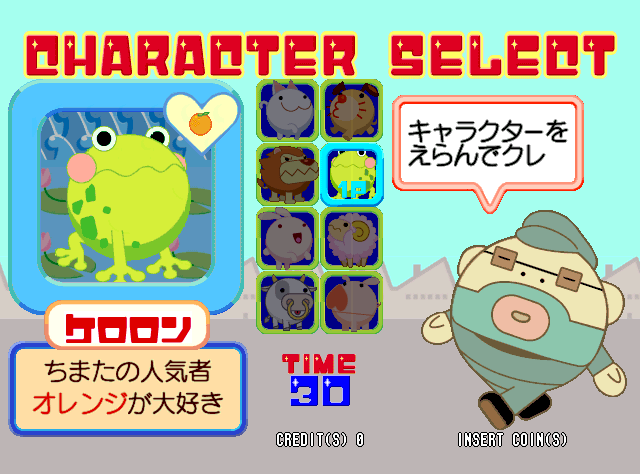 CHARACTER SELECT
キャラクターを
えらんでクレ
1P
ケロロン
ちまたの人気者
オレンジが大好き
TIME
30
CREDIT(S) 0
INSERT COIN(S)